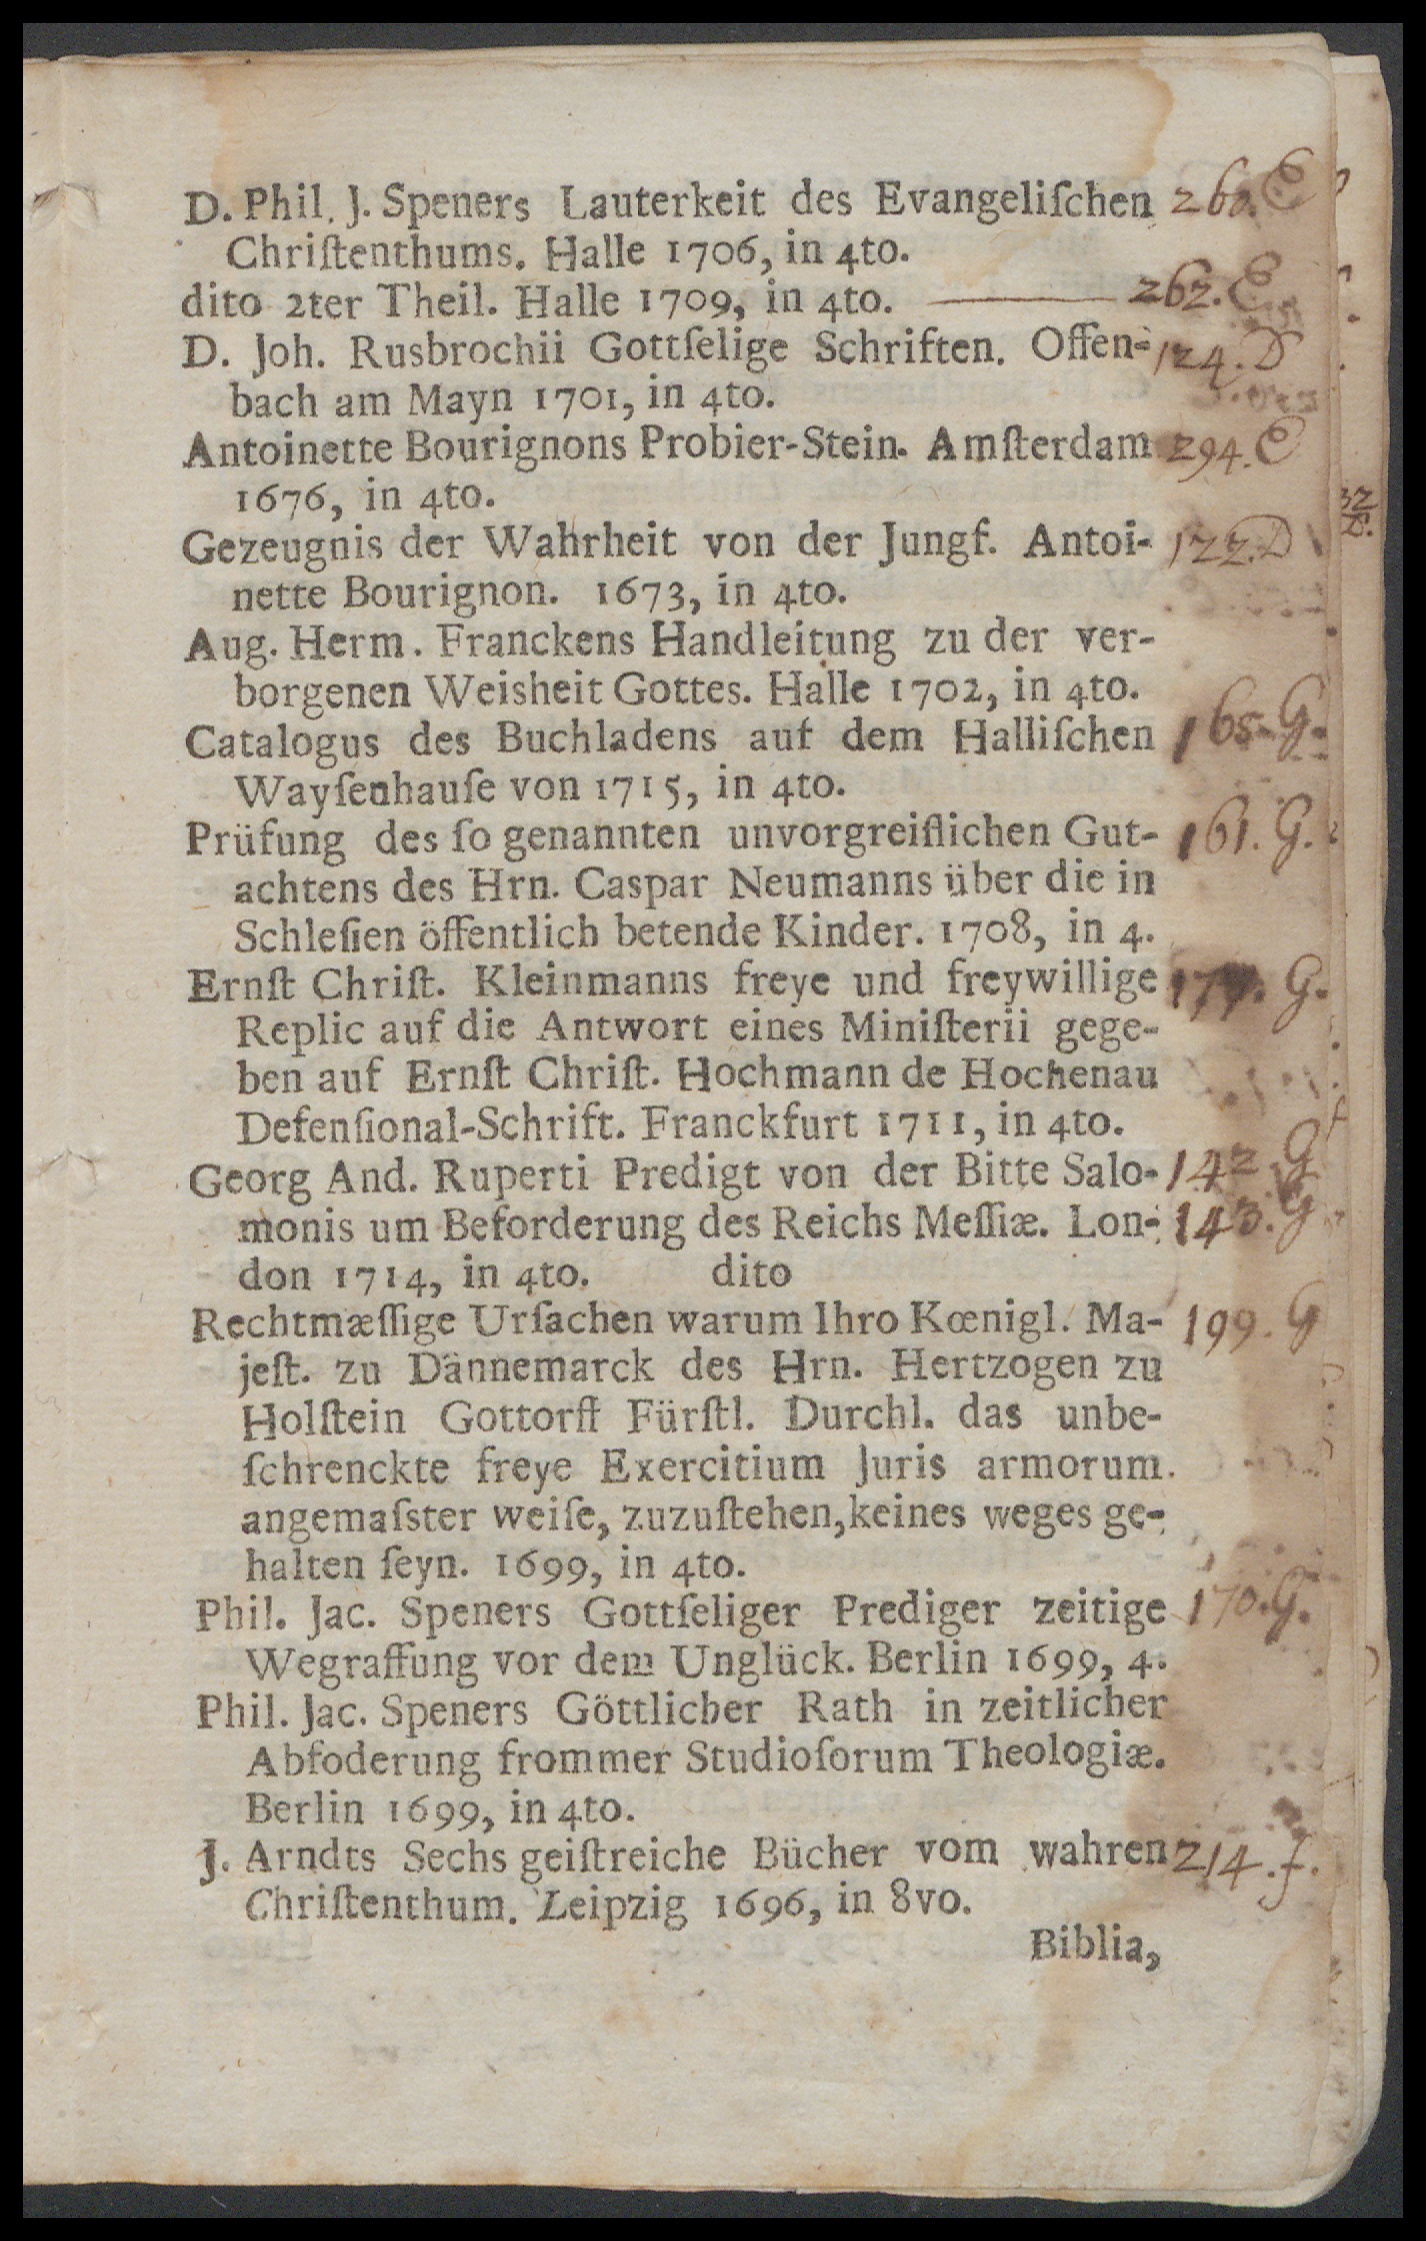 D. Phil. J. Speners Lauterkeit des Evangeliſchen 260. E
Chriſtenthums. Halle 1706, in 4to.
dito 2ter Theil. Halle 1709, in 4to. 262. E
D. Joh. Rusbrochii Gottſelige Schriften. Offen- 124. D
bach am Mayn 1701, in 4to.
Antoinette Bourignons Probier-Stein. Amſterdam 294. E
1676, in 4to.
Gezeugnis der Wahrheit von der Jungf. Antoi- 122. D
nette Bourignon. 1673, in 4to.
Aug. Herm. Franckens Handleitung zu der ver-
borgenen Weisheit Gottes. Halle 1702, in 4to.
Catalogus des Buchladens auf dem Halliſchen 165. G.
Wayſenhauſe von 1715, in 4to.
Prüfung des ſo genannten unvorgreiflichen Gut- 161. G.
achtens des Hrn. Caspar Neumanns über die in
Schleſien öffentlich betende Kinder. 1708, in 4.
Ernſt Chriſt. Kleinmanns freye und freywillige G.
Replic auf die Antwort eines Miniſterii gege-
ben auf Ernſt Chriſt. Hochmann de Hochenau
Defenſional-Schrift. Franckfurt 1711, in 4to.
Georg And. Ruperti Predigt von der Bitte Salo- 142 G
monis um Beforderung des Reichs Meſſiæ. Lon- 143. G
don 1714, in 4to. dito
Rechtmæſſige Urſachen warum Ihro Kœnigl. Ma- 199. G
jeſt. zu Dännemarck des Hrn. Hertzogen zu
Holſtein Gottorff Fürſtl. Durchl. das unbe-
ſchrenckte freye Exercitium Juris armorum
angemaſster weiſe, zuzuſtehen, keines weges ge-
halten ſeyn. 1699, in 4to.
Phil. Jac. Speners Gottſeliger Prediger zeitige 170. G.
Wegraffung vor dem Unglück. Berlin 1699, 4.
Phil. Jac. Speners Göttlicher Rath in zeitlicher
Abfoderung frommer Studioſorum Theologiæ.
Berlin 1699, in 4to.
J. Arndts Sechs geiſtreiche Bücher vom wahren 214. f.
Chriſtenthum. Leipzig 1696, in 8vo.
Biblia,